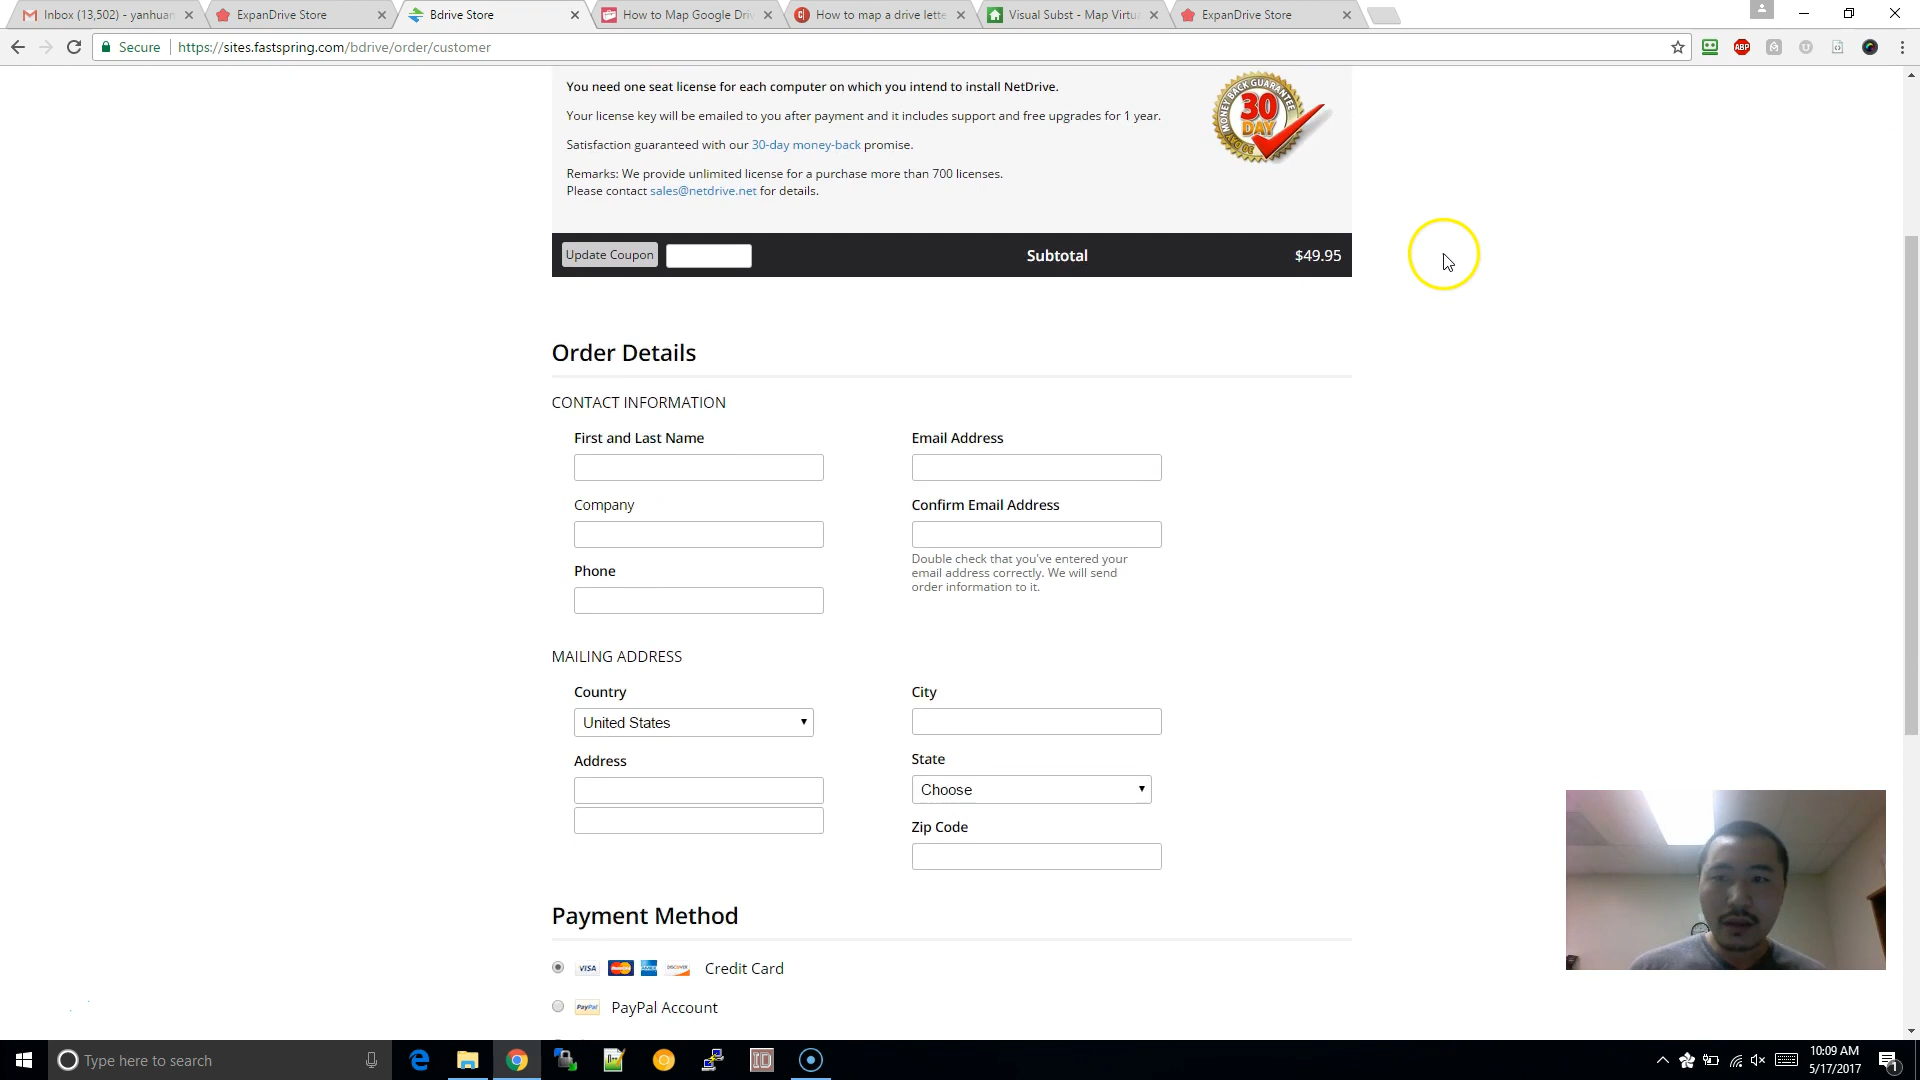 Inbox (13,502) - yanhuan
ExpanDrive Store
Bdrive Store
How to Map Google Dri
How to map a drive lette
Visual Subst - Map Virtu
ExpanDrive Store
Secure
https://sites.fastspring.com/bdrive/order/customer
ABP
You need one seat license for each computer on which you intend to install NetDrive.
Your license key will be emailed to you after payment and it includes support and free upgrades for 1 year.
Satisfaction guaranteed with our 30-day money-back promise.
Remarks: We provide unlimited license for a purchase more than 700 licenses.
Please contact sales@netdrive.net for details.
MONEY BACK GUARANTEE
30
DAY
Update Coupon
Subtotal
$49.95
Order Details
CONTACT INFORMATION
First and Last Name
Email Address
Company
Confirm Email Address
Double check that you've entered your
email address correctly. We will send
order information to it.
Phone
MAILING ADDRESS
Country
City
United States
Address
State
Choose
Zip Code
Payment Method
VISA
DISCOVER
Credit Card
PayPal
PayPal Account
Type here to search
10:09 AM
5/17/2017
1